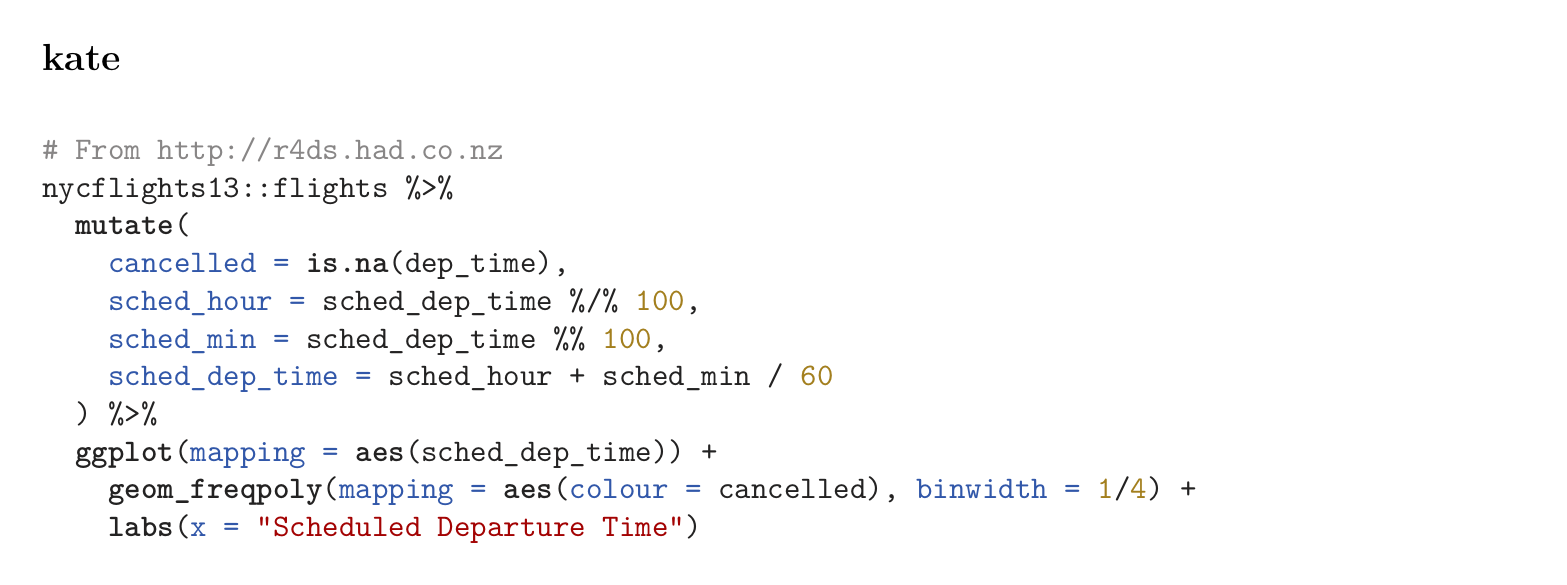 kate
# From http://r4ds.had.co.nz
nycflights13::flights %>%
  mutate(
    cancelled = is.na(dep_time),
    sched_hour = sched_dep_time %/% 100,
    sched_min = sched_dep_time %% 100,
    sched_dep_time = sched_hour + sched_min / 60
  ) %>%
  ggplot(mapping = aes(sched_dep_time)) +
    geom_freqpoly(mapping = aes(colour = cancelled), binwidth = 1/4) +
    labs(x = "Scheduled Departure Time")